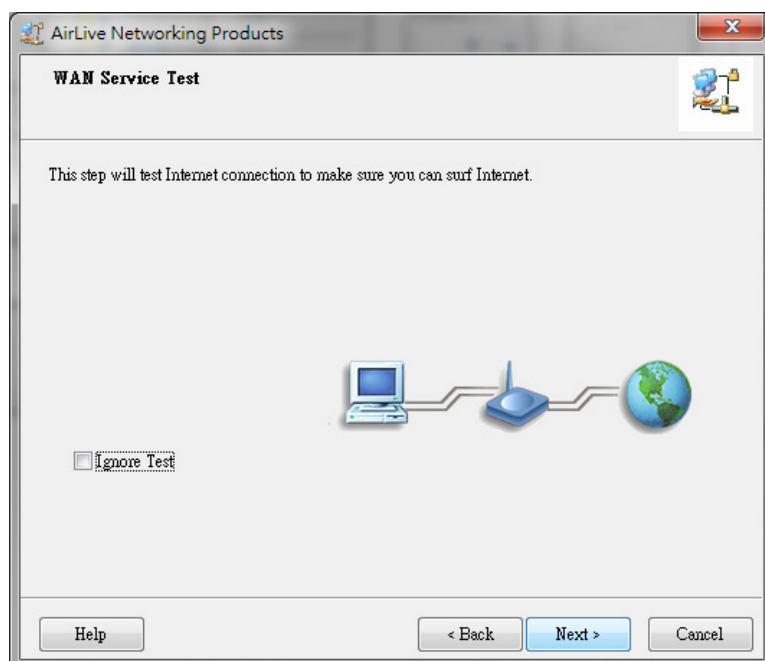 AirLive Networking Products
WAN Service Test
This step will test Internet connection to make sure you can surf Internet.
Ignore Test
Help
< Back
Next >
Cancel